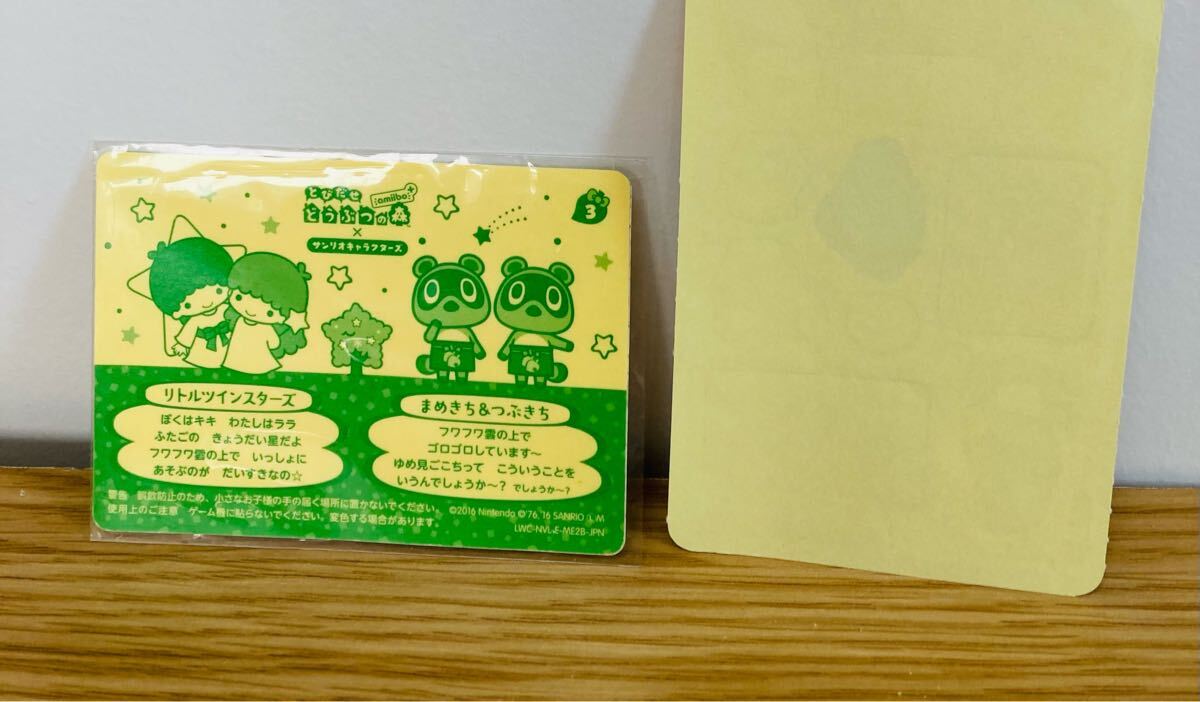 とびだせ
どうぶつの森
amiibo+
×
サンリオキャラクターズ
3
リトルツインスターズ
ぼくはキキ わたしはララ
ふたごの きょうだい星だよ
フワフワ雲の上で いっしょに
あそぶのが だいすきなの☆
まめきち&つぶきち
フワフワ雲の上で
ゴロゴロしています〜
ゆめ見ごこちって こういうことを
いうんでしょうか〜? でしょうか〜?
警告 誤飲防止のため、小さなお子様の手の届く場所に置かないでください。
使用上のご注意 ゲーム機に貼らないでください。変色する場合があります。
©2016 Nintendo ©'76,'16 SANRIO
LWC-NVL-E-ME2B-JPN